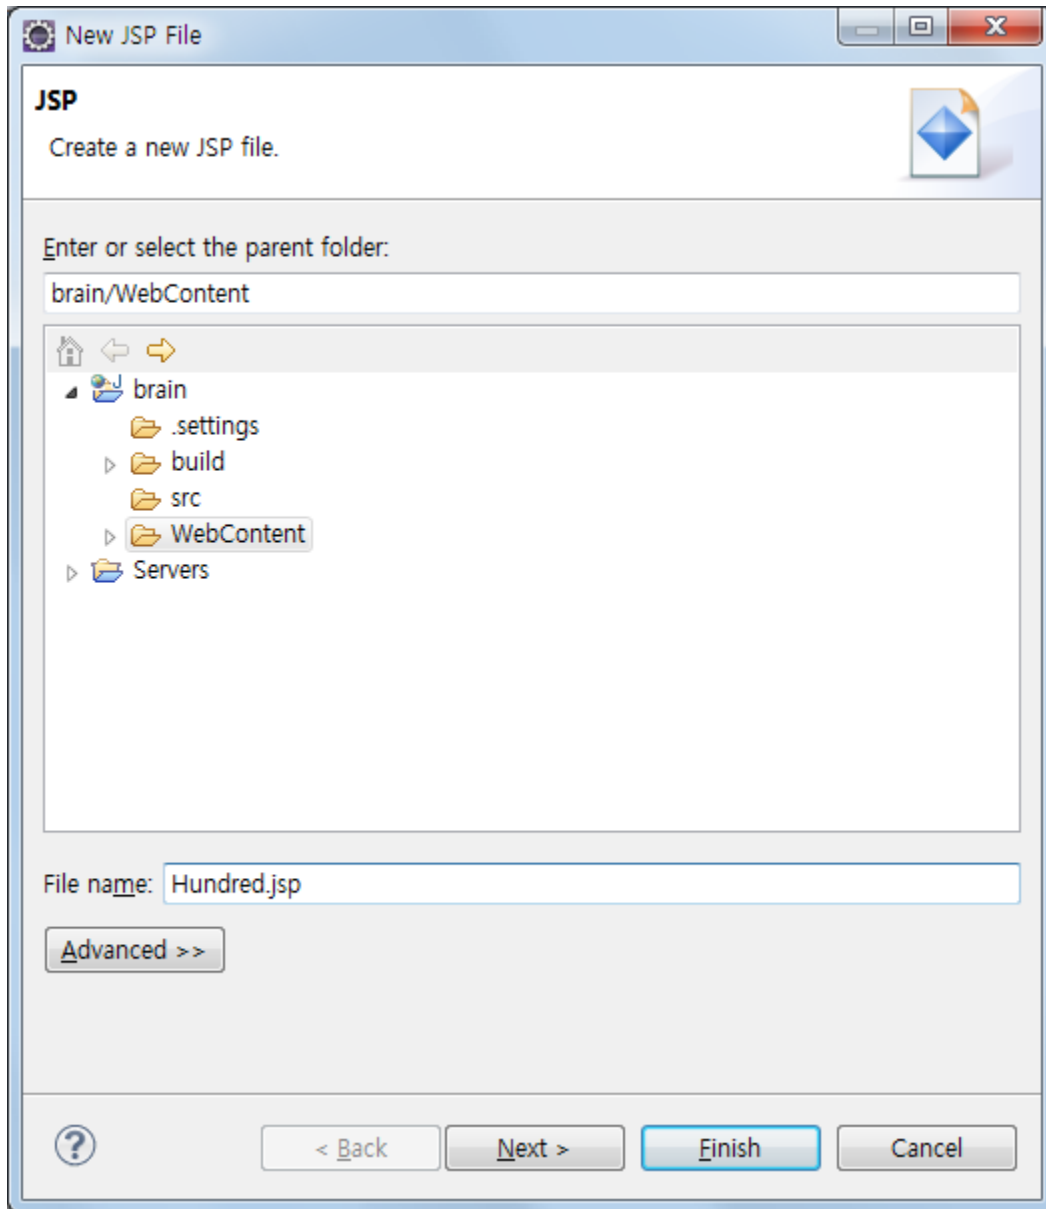 New JSP File
JSP
Create a new JSP file.
Enter or select the parent folder:
brain/WebContent
brain
.settings
build
src
WebContent
Servers
File name: Hundred.jsp
Advanced >>
? < Back Next > Finish Cancel